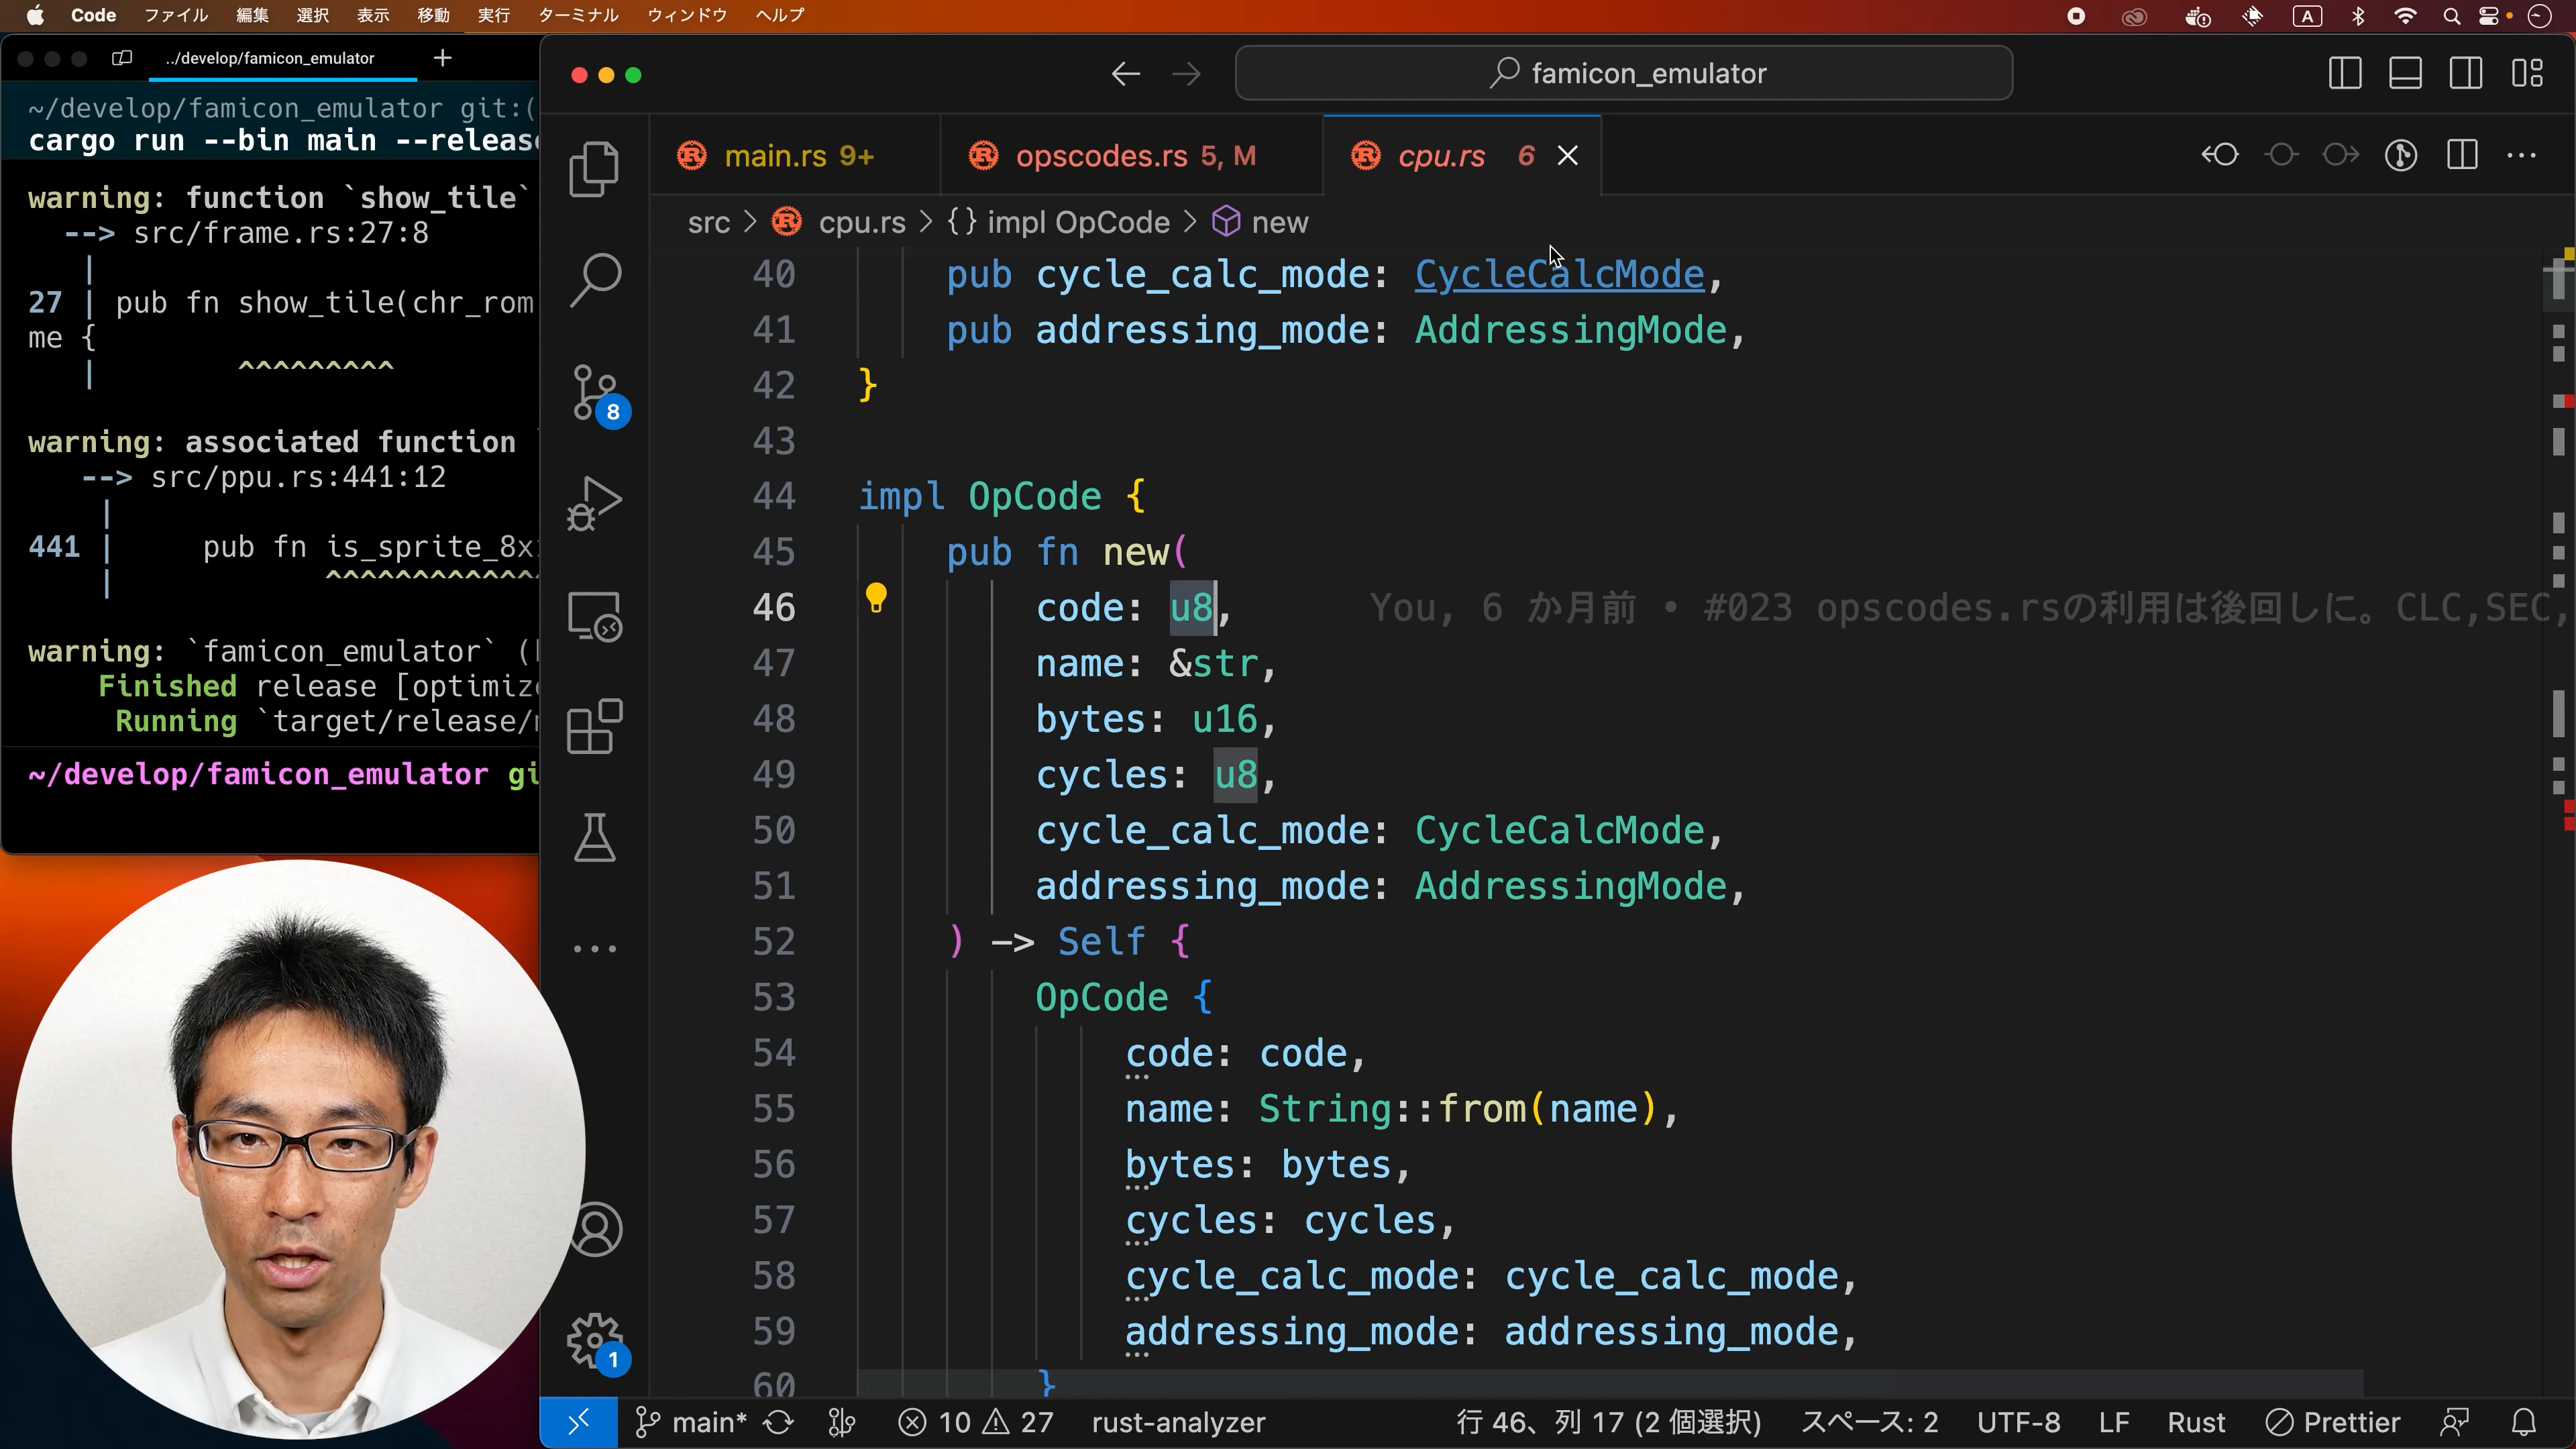 Code ファイル 編集 選択 表示 移動 実行 ターミナル ウィンドウ ヘルプ A
../develop/famicon_emulator +
~/develop/famicon_emulator git:(
cargo run --bin main --release
warning: function `show_tile`
--> src/frame.rs:27:8
|
27 | pub fn show_tile(chr_rom
me {
| ^^^^^^^^^
warning: associated function `
--> src/ppu.rs:441:12
|
441 | pub fn is_sprite_8x
| ^^^^^^^^^^^^^
warning: `famicon_emulator` (
Finished release [optimize
Running `target/release/
~/develop/famicon_emulator gi
famicon_emulator
main.rs 9+ opscodes.rs 5, M cpu.rs 6
src > cpu.rs > {} impl OpCode > new
40 pub cycle_calc_mode: CycleCalcMode,
41 pub addressing_mode: AddressingMode,
42 }
43
44 impl OpCode {
45 pub fn new(
46 code: u8, You, 6 か月前 • #023 opscodes.rsの利用は後回しに。CLC,SEC,
47 name: &str,
48 bytes: u16,
49 cycles: u8,
50 cycle_calc_mode: CycleCalcMode,
51 addressing_mode: AddressingMode,
52 ) -> Self {
53 OpCode {
54 code: code,
55 name: String::from(name),
56 bytes: bytes,
57 cycles: cycles,
58 cycle_calc_mode: cycle_calc_mode,
59 addressing_mode: addressing_mode,
60 }
8
1
main* 10 27 rust-analyzer 行 46、列 17 (2 個選択) スペース: 2 UTF-8 LF Rust Prettier